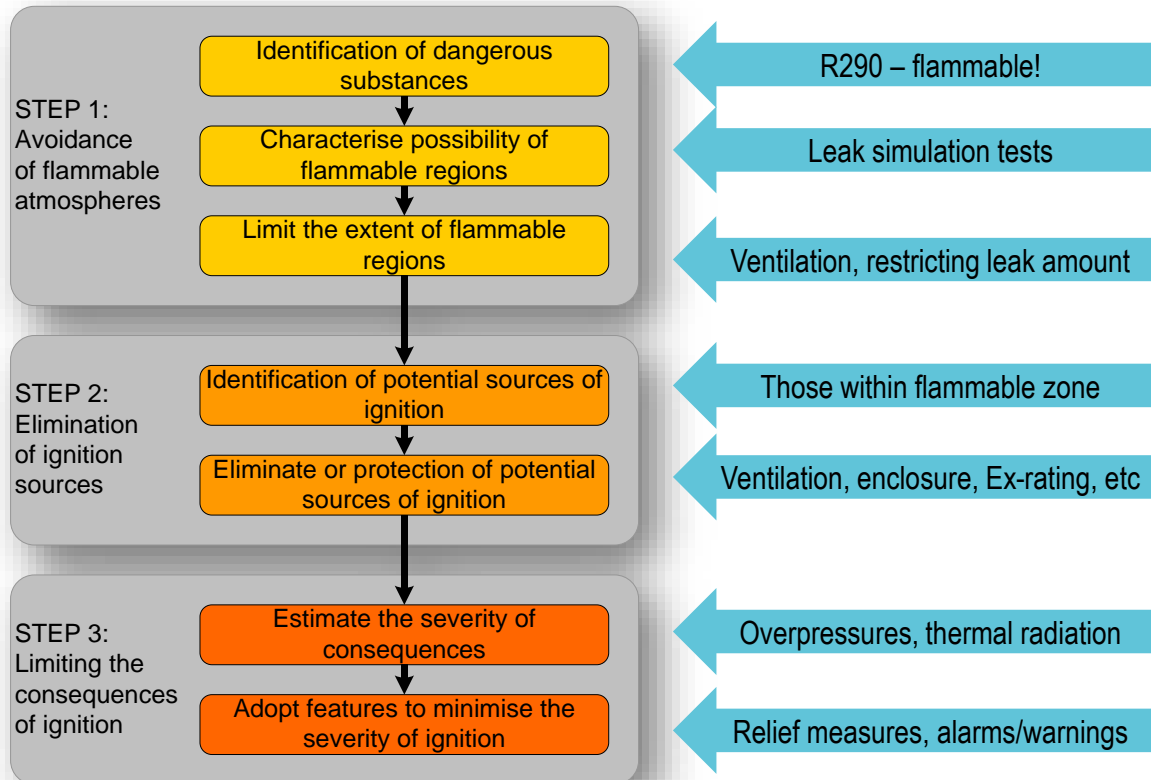 STEP 1:
Avoidance
of flammable
atmospheres
Identification of dangerous
substances
R290 – flammable!
Characterise possibility of
flammable regions
Leak simulation tests
Limit the extent of flammable
regions
Ventilation, restricting leak amount
STEP 2:
Elimination
of ignition
sources
Identification of potential sources of
ignition
Those within flammable zone
Eliminate or protection of potential
sources of ignition
Ventilation, enclosure, Ex-rating, etc
STEP 3:
Limiting the
consequences
of ignition
Estimate the severity of
consequences
Overpressures, thermal radiation
Adopt features to minimise the
severity of ignition
Relief measures, alarms/warnings